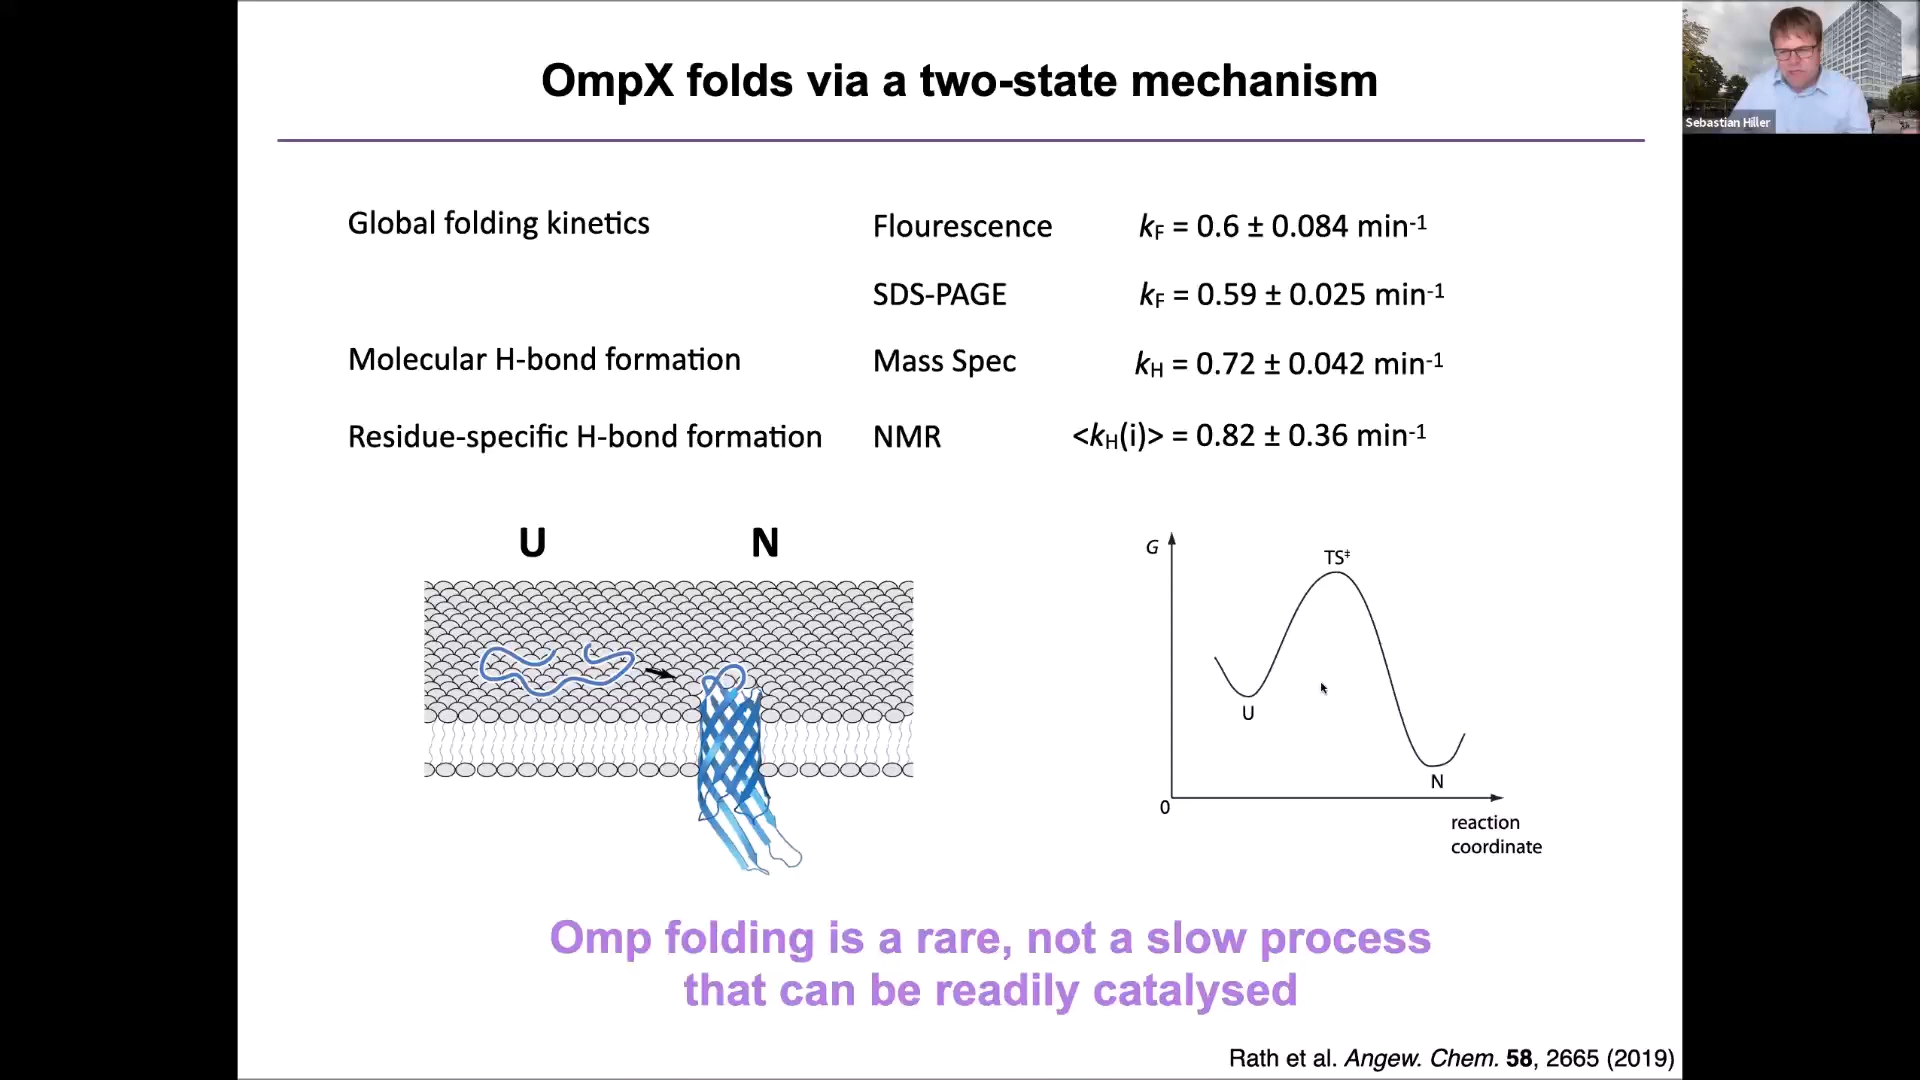 OmpX folds via a two-state mechanism
Sebastian Hiller
Global folding kinetics Flourescence kF = 0.6 ± 0.084 min-1
SDS-PAGE kF = 0.59 ± 0.025 min-1
Molecular H-bond formation Mass Spec kH = 0.72 ± 0.042 min-1
Residue-specific H-bond formation NMR <kH(i)> = 0.82 ± 0.36 min-1
U N
G
TS‡
U
N
0
reaction
coordinate
Omp folding is a rare, not a slow process
that can be readily catalysed
Rath et al. Angew. Chem. 58, 2665 (2019)